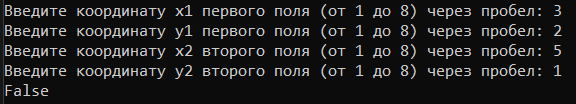 Введите координату x1 первого поля (от 1 до 8) через пробел: 3
Введите координату y1 первого поля (от 1 до 8) через пробел: 2
Введите координату x2 второго поля (от 1 до 8) через пробел: 5
Введите координату y2 второго поля (от 1 до 8) через пробел: 1
False